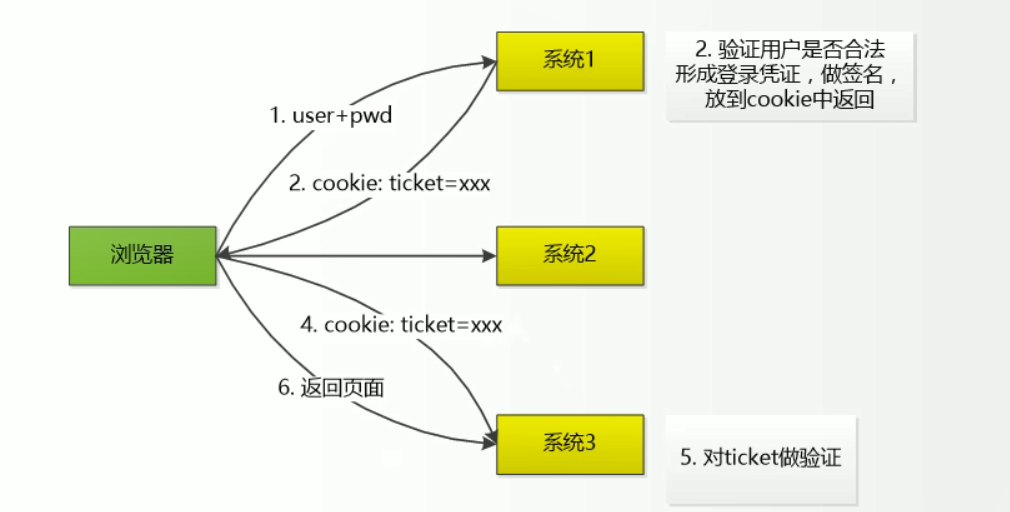 系统1
2. 验证用户是否合法
形成登录凭证，做签名，
放到cookie中返回
1. user+pwd
2. cookie: ticket=xxx
浏览器
系统2
4. cookie: ticket=xxx
6. 返回页面
系统3
5. 对ticket做验证